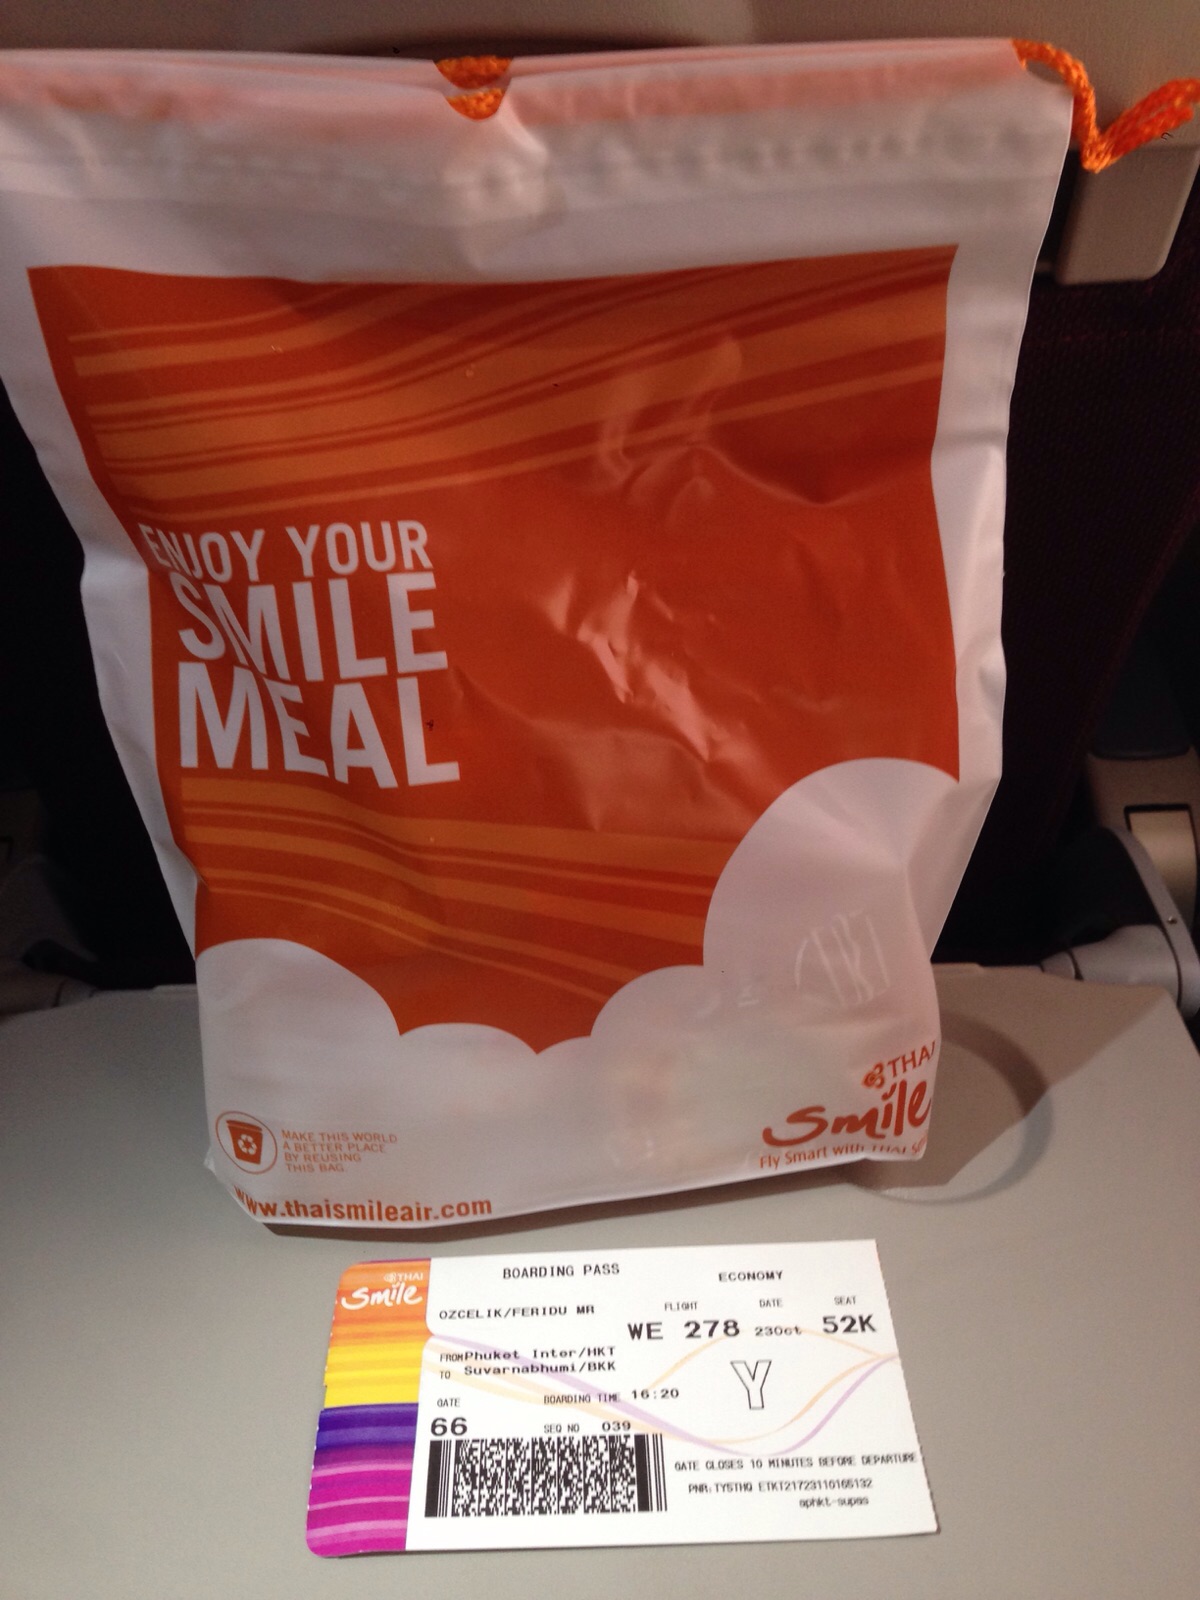 ENJOY YOUR
SMILE
MEAL
THAI
smile
Fly Smart with THAI
MAKE THIS WORLD
A BETTER PLACE
BY REUSING
THIS BAG.
www.thaismileair.com
THAI
smile
BOARDING PASS
ECONOMY
OZCELIK/FERIDU MR
FLIGHT DATE SEAT
WE 278 23Oct 52K
FROM Phuket Inter/HKT
TO Suvarnabhumi/BKK
Y
GATE BOARDING TIME 16:20
66 SEQ NO 039
GATE CLOSES 10 MINUTES BEFORE DEPARTURE
PNR:TY5THQ ETKT21723110165132
aphkt-supas